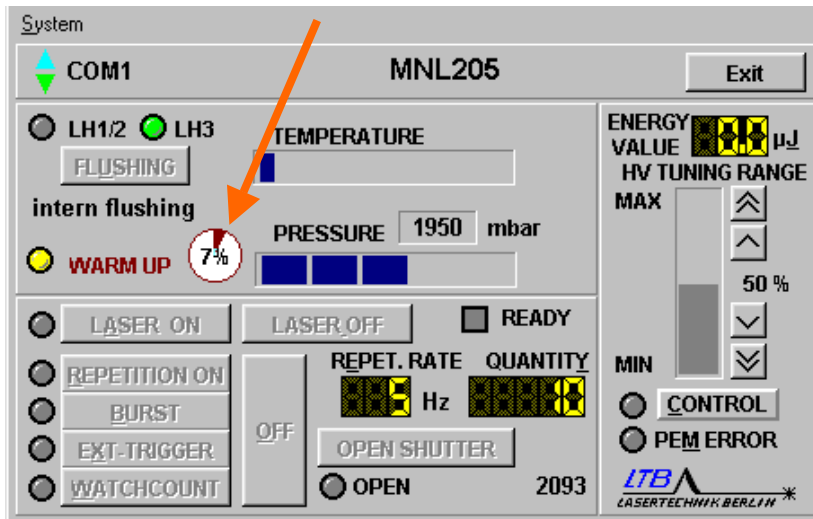 System
COM1 MNL205 Exit
LH1/2 LH3 TEMPERATURE
FLUSHING
intern flushing
WARM UP 7% PRESSURE 1950 mbar
ENERGY VALUE 0.0 µJ
HV TUNING RANGE
MAX
50 %
MIN
CONTROL
PEM ERROR
LASER ON LASER OFF READY
REPETITION ON
BURST
EXT-TRIGGER
WATCHCOUNT
OFF
REPET. RATE QUANTITY
5 Hz 10
OPEN SHUTTER
OPEN 2093
LTB
LASERTECHNIK BERLIN